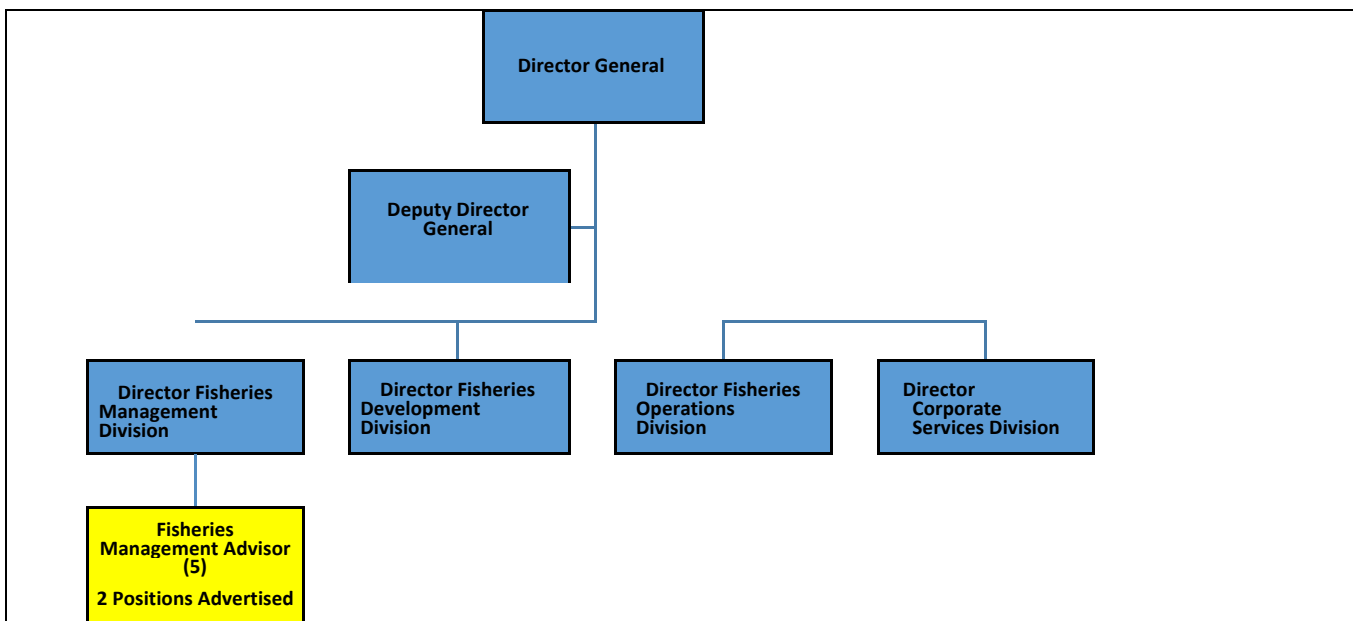 Director General
Deputy Director
General
Director Fisheries
Management
Division
Director Fisheries
Development
Division
Director Fisheries
Operations
Division
Director
Corporate
Services Division
Fisheries
Management Advisor
(5)
2 Positions Advertised